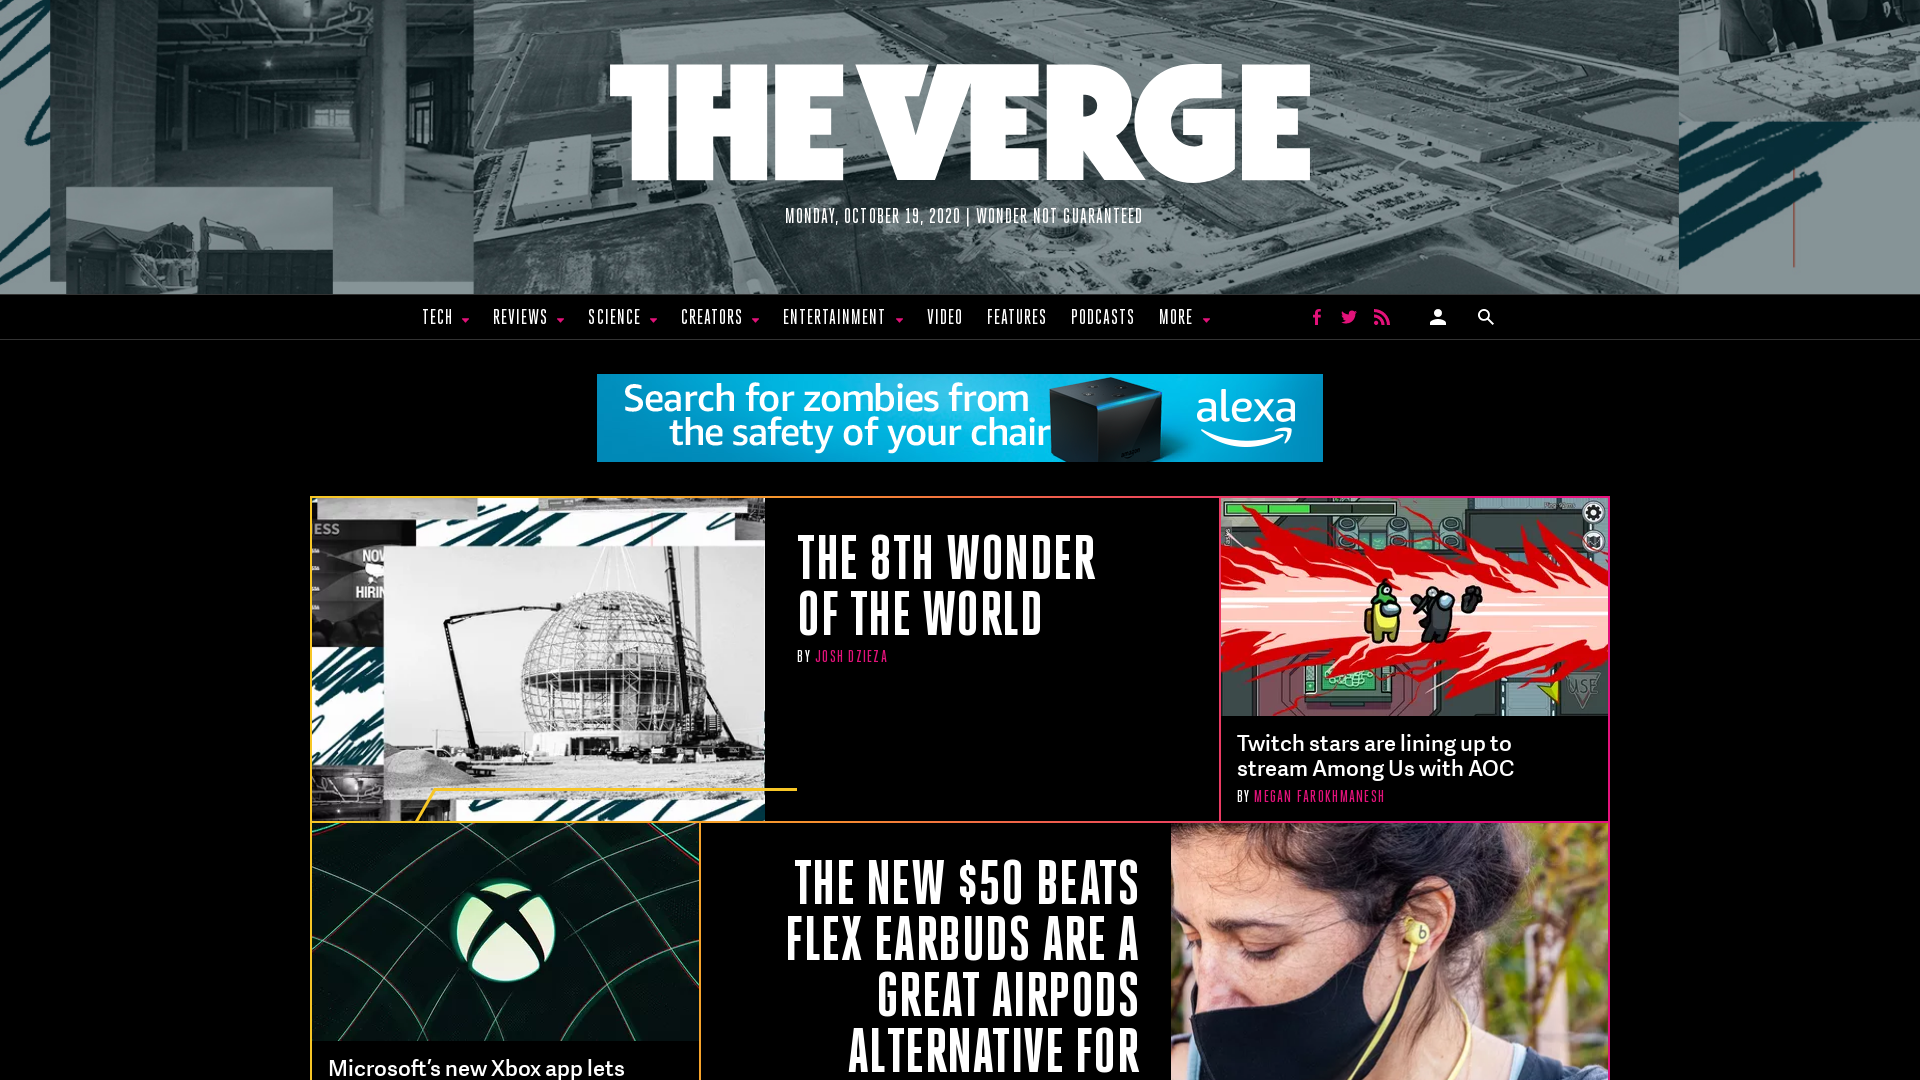 THE VERGE
MONDAY, OCTOBER 19, 2020 | WONDER NOT GUARANTEED
TECH REVIEWS SCIENCE CREATORS ENTERTAINMENT VIDEO FEATURES PODCASTS MORE
Search for zombies from
the safety of your chair
alexa
THE 8TH WONDER
OF THE WORLD
BY JOSH DZIEZA
USE
Twitch stars are lining up to
stream Among Us with AOC
BY MEGAN FAROKHMANESH
THE NEW $50 BEATS
FLEX EARBUDS ARE A
GREAT AIRPODS
ALTERNATIVE FOR
Microsoft's new Xbox app lets